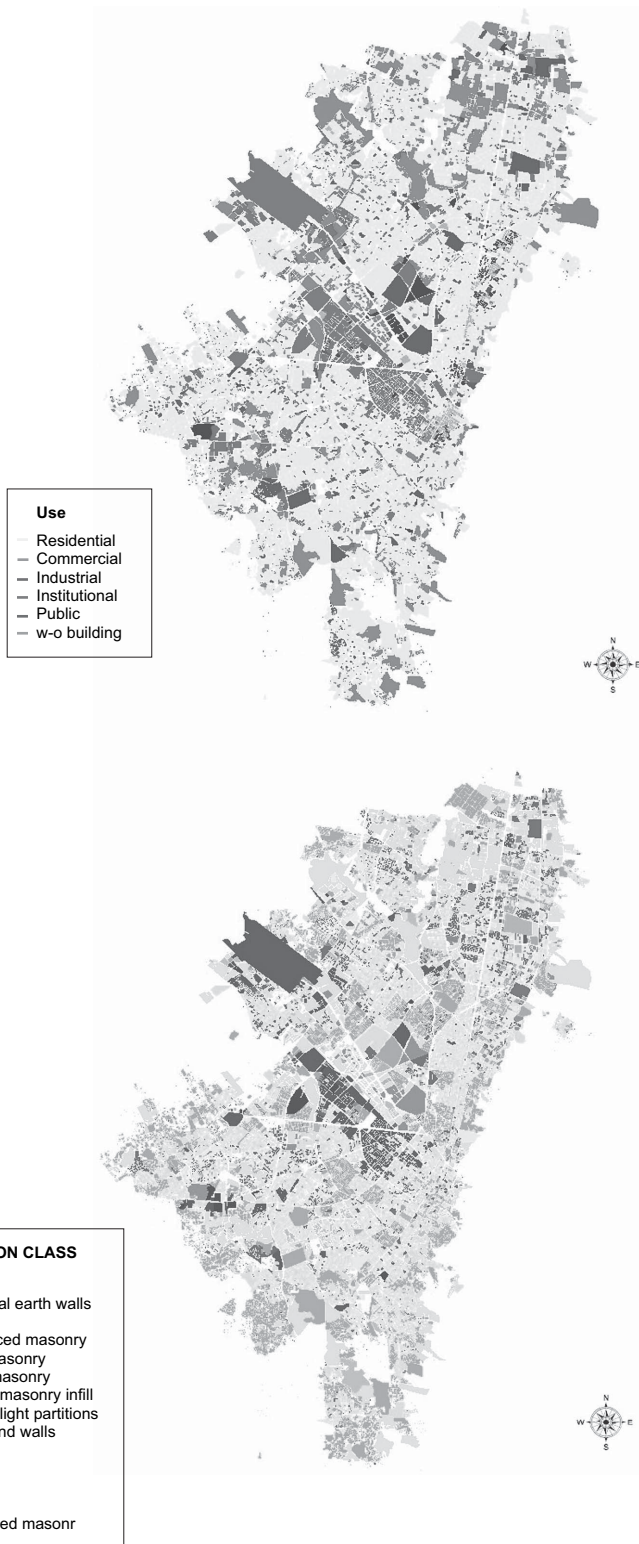 Use
Residential
Commercial
Industrial
Institutional
Public
w-o building
N
W E
S
ON CLASS
al earth walls
ced masonry
asonry
masonry
masonry infill
light partitions
nd walls
ed masonr
N
W E
S